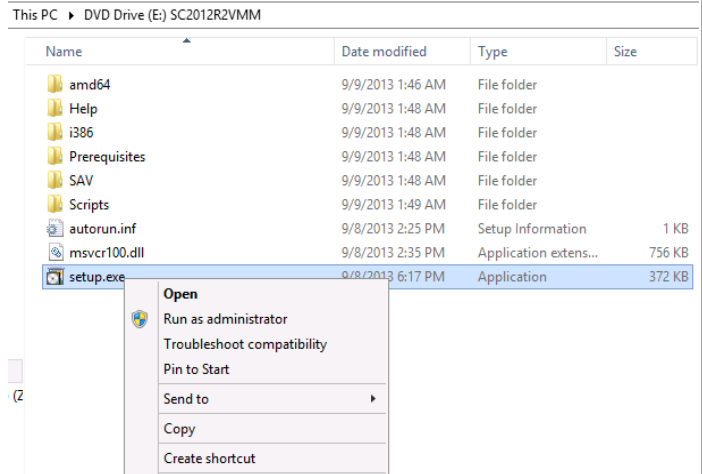 This PC ▸ DVD Drive (E:) SC2012R2VMM
Name Date modified Type Size
amd64 9/9/2013 1:46 AM File folder
Help 9/9/2013 1:48 AM File folder
i386 9/9/2013 1:48 AM File folder
Prerequisites 9/9/2013 1:48 AM File folder
SAV 9/9/2013 1:48 AM File folder
Scripts 9/9/2013 1:49 AM File folder
autorun.inf 9/8/2013 2:25 PM Setup Information 1 KB
msvcr100.dll 9/8/2013 2:35 PM Application extens... 756 KB
setup.exe 9/8/2013 6:17 PM Application 372 KB
Open
Run as administrator
Troubleshoot compatibility
Pin to Start
(Z
Send to
Copy
Create shortcut